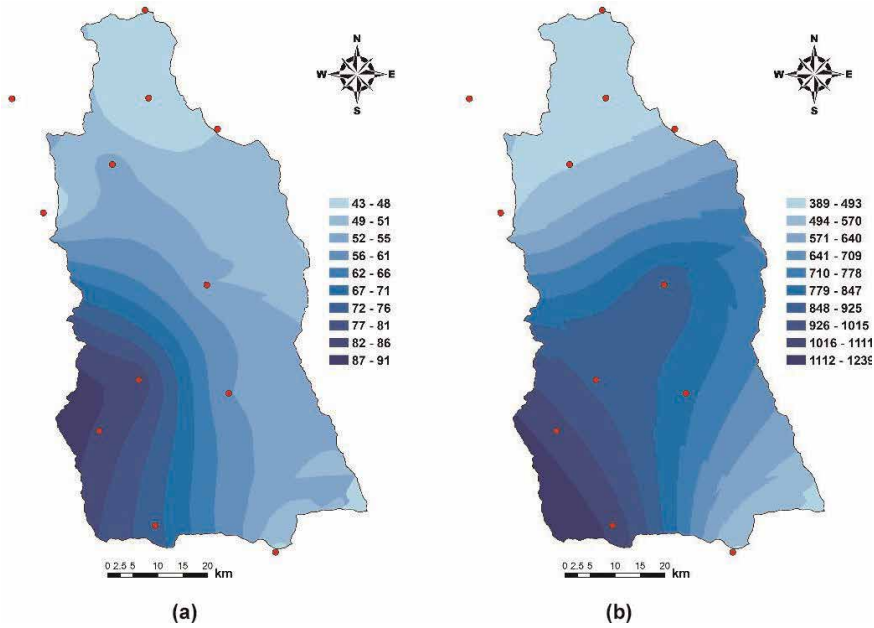 N
W E
S
43 - 48
49 - 51
52 - 55
56 - 61
62 - 66
67 - 71
72 - 76
77 - 81
82 - 86
87 - 91
0 2.5 5 10 15 20
km
(a)
N
W E
S
389 - 493
494 - 570
571 - 640
641 - 709
710 - 778
779 - 847
848 - 925
926 - 1015
1016 - 1111
1112 - 1239
0 2.5 5 10 15 20
km
(b)